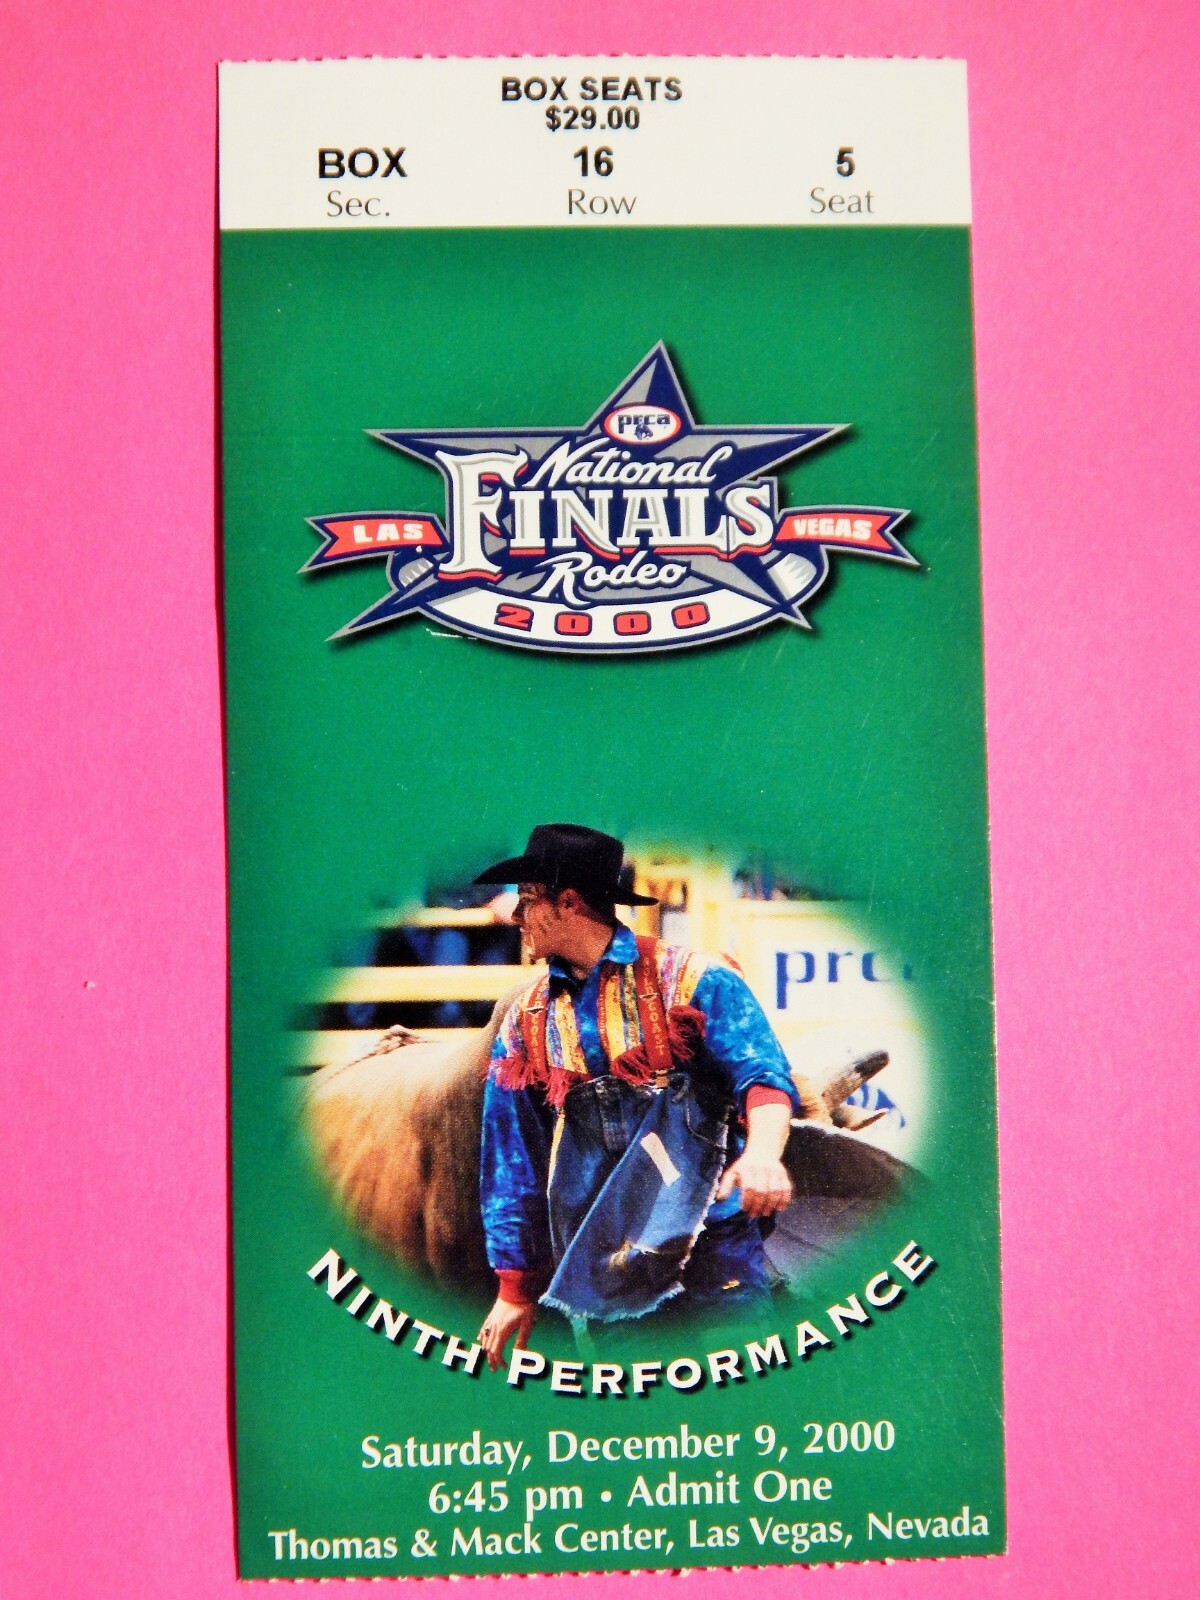 BOX SEATS
$29.00
BOX 16 5
Sec. Row Seat
prca
National
LAS FINALS VEGAS
Rodeo
2000
NINTH PERFORMANCE
Saturday, December 9, 2000
6:45 pm • Admit One
Thomas & Mack Center, Las Vegas, Nevada